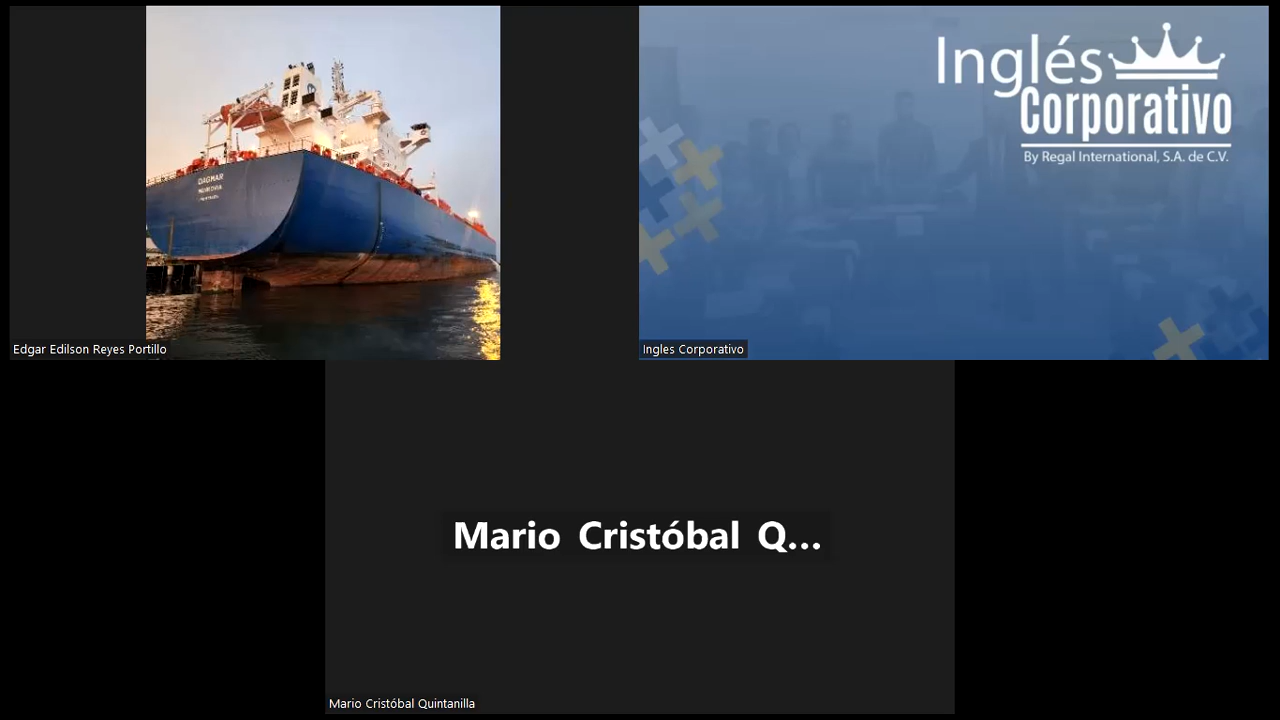 DAGMAR
Edgar Edilson Reyes Portillo
Inglés
Corporativo
By Regal International, S.A. de C.V.
Ingles Corporativo
Mario Cristóbal Q...
Mario Cristóbal Quintanilla